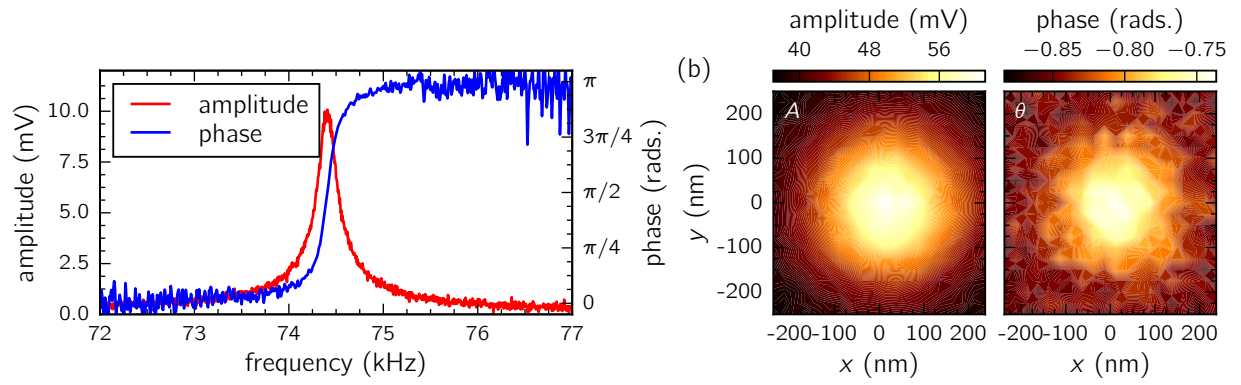 amplitude (mV)
10.0
7.5
5.0
2.5
0.0
amplitude
phase
π
3π/4
π/2
π/4
0
phase (rads.)
72 73 74 75 76 77
frequency (kHz)
(b)
amplitude (mV)
40 48 56
A
y (nm)
200
100
0
-100
-200
-200 -100 0 100 200
x (nm)
phase (rads.)
−0.85 −0.80 −0.75
θ
-200 -100 0 100 200
x (nm)